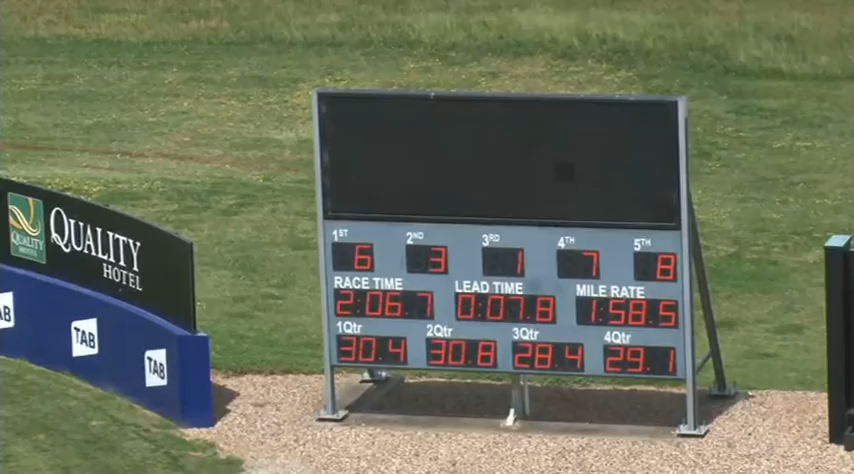 QUALITY
HOTEL
QUALITY
HOTEL
TAB
TAB
1ST 2ND 3RD 4TH 5TH
6 3 1 7 8
RACE TIME LEAD TIME MILE RATE
2:06.7 0:07.8 1:58.5
1Qtr 2Qtr 3Qtr 4Qtr
30.4 30.8 28.4 29.1